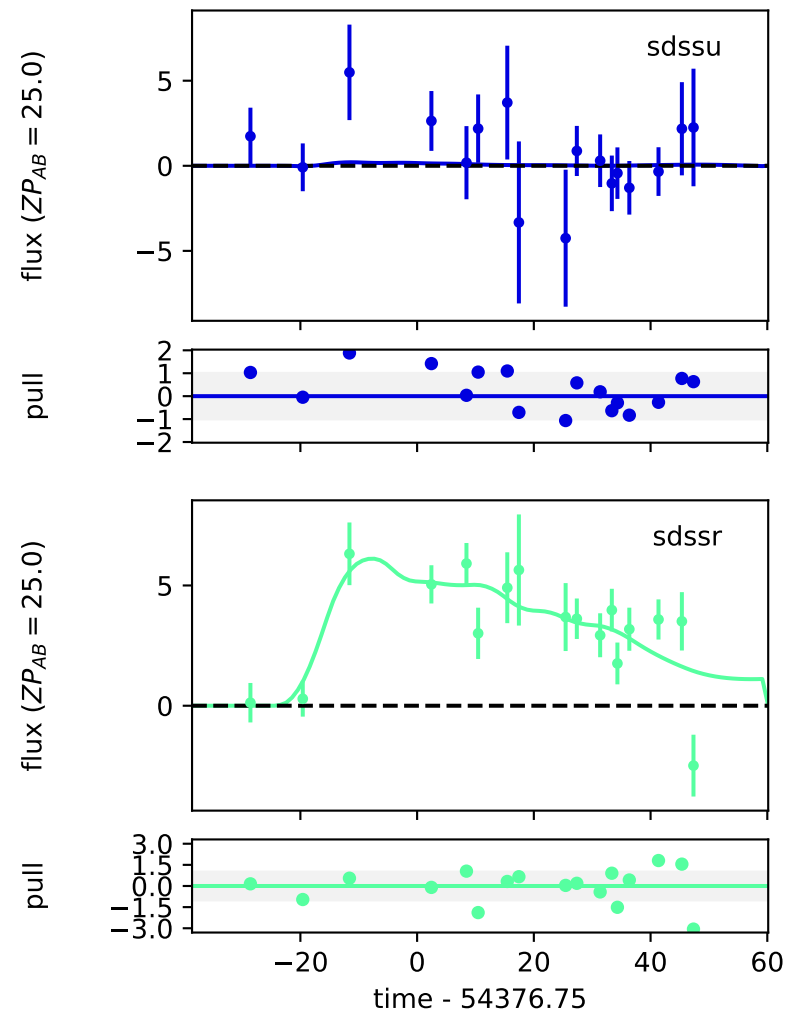 sdssu
flux (ZP_AB = 25.0)
5
0
−5
pull
2
1
0
−1
−2
sdssr
flux (ZP_AB = 25.0)
5
0
pull
3.0
1.5
0.0
−1.5
−3.0
−20 0 20 40 60
time - 54376.75